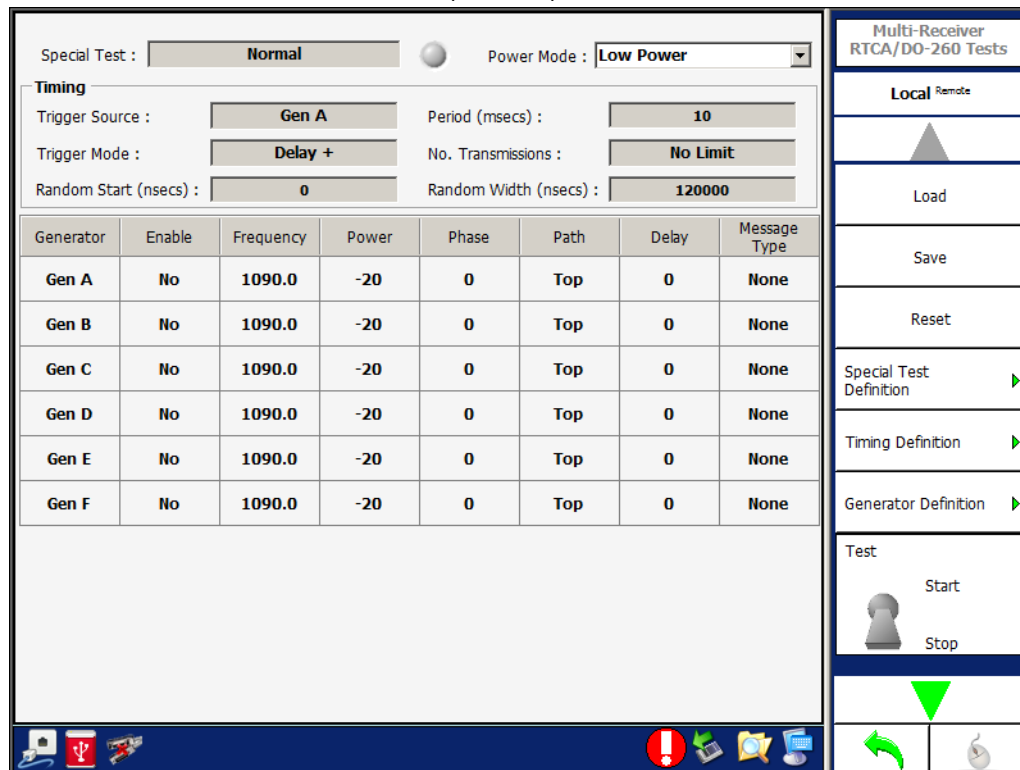 Special Test : Normal Power Mode : Low Power
Timing
Trigger Source : Gen A Period (msecs) : 10
Trigger Mode : Delay + No. Transmissions : No Limit
Random Start (nsecs) : 0 Random Width (nsecs) : 120000
Generator Enable Frequency Power Phase Path Delay Message Type
Gen A No 1090.0 -20 0 Top 0 None
Gen B No 1090.0 -20 0 Top 0 None
Gen C No 1090.0 -20 0 Top 0 None
Gen D No 1090.0 -20 0 Top 0 None
Gen E No 1090.0 -20 0 Top 0 None
Gen F No 1090.0 -20 0 Top 0 None
Multi-Receiver
RTCA/DO-260 Tests
Local Remote
Load
Save
Reset
Special Test
Definition
Timing Definition
Generator Definition
Test
Start
Stop